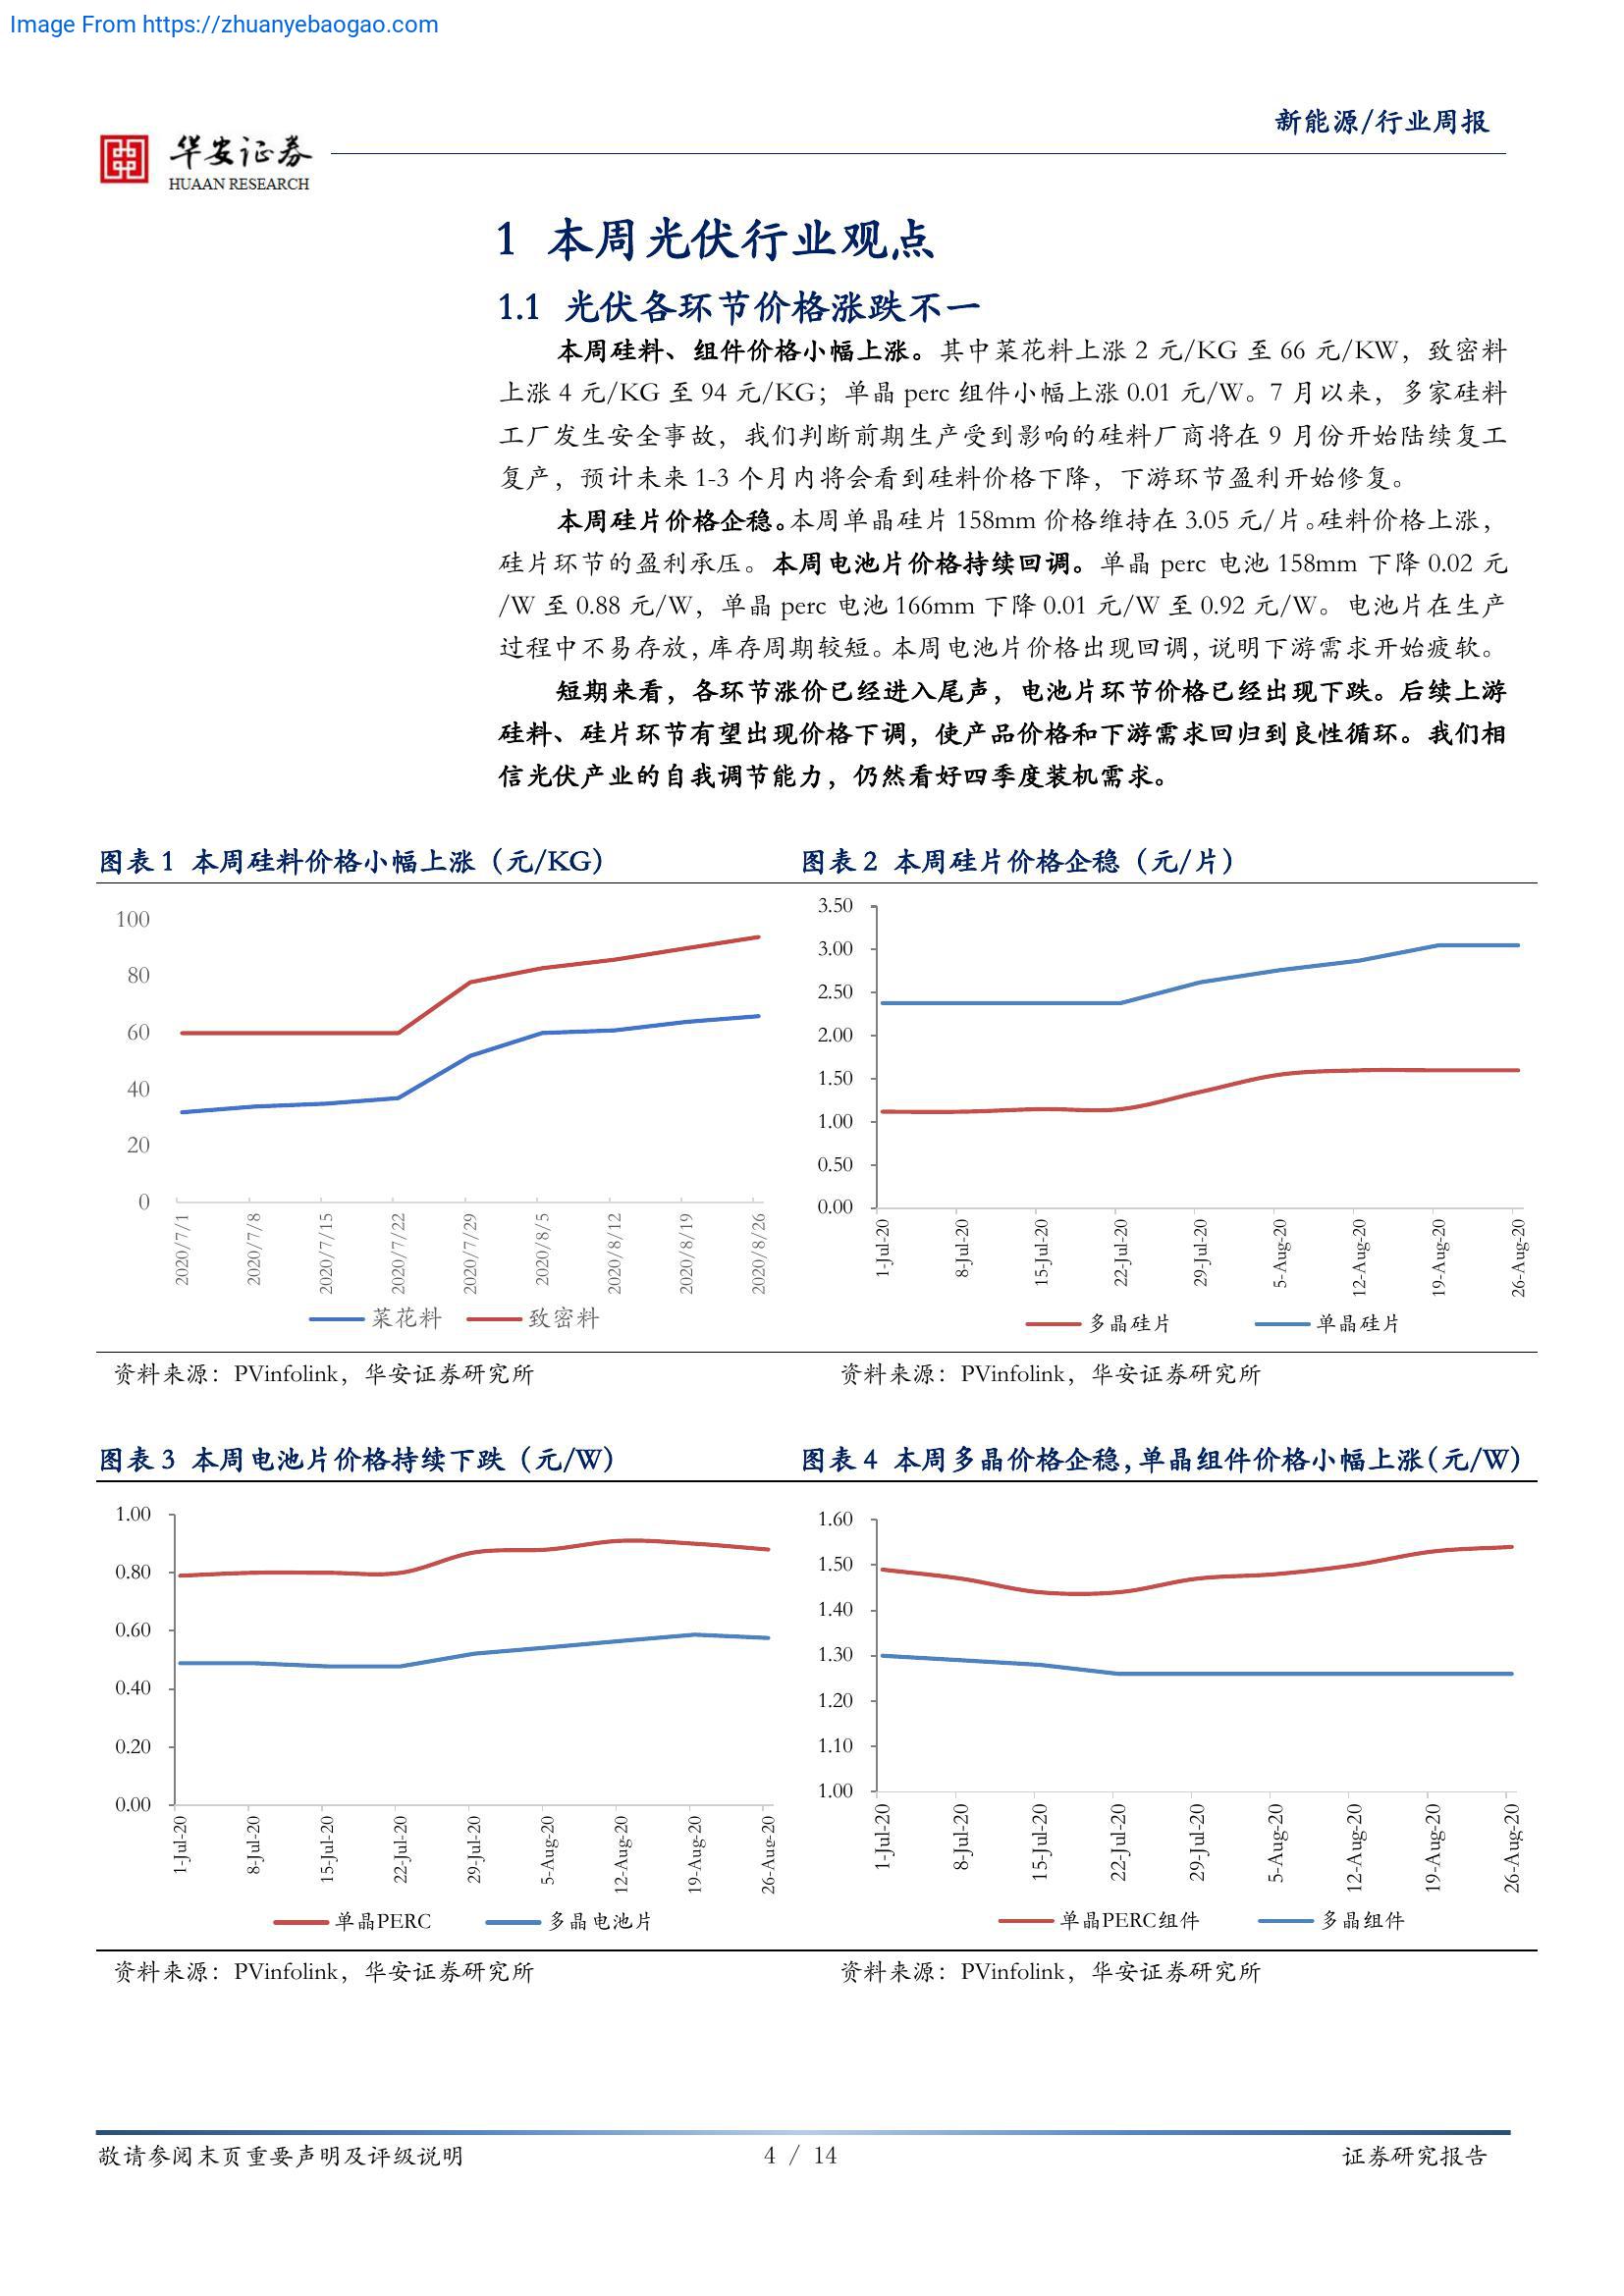 Image From https://zhuanyebaogao.com
新能源/行业周报
华安证券
HUAAN RESEARCH
1 本周光伏行业观点
1.1 光伏各环节价格涨跌不一
本周硅料、组件价格小幅上涨。其中菜花料上涨 2 元/KG 至 66 元/KW，致密料
上涨 4 元/KG 至 94 元/KG；单晶 perc 组件小幅上涨 0.01 元/W。7 月以来，多家硅料
工厂发生安全事故，我们判断前期生产受到影响的硅料厂商将在 9 月份开始陆续复工
复产，预计未来 1-3 个月内将会看到硅料价格下降，下游环节盈利开始修复。
本周硅片价格企稳。本周单晶硅片 158mm 价格维持在 3.05 元/片。硅料价格上涨，
硅片环节的盈利承压。本周电池片价格持续回调。单晶 perc 电池 158mm 下降 0.02 元
/W 至 0.88 元/W，单晶 perc 电池 166mm 下降 0.01 元/W 至 0.92 元/W。电池片在生产
过程中不易存放，库存周期较短。本周电池片价格出现回调，说明下游需求开始疲软。
短期来看，各环节涨价已经进入尾声，电池片环节价格已经出现下跌。后续上游
硅料、硅片环节有望出现价格下调，使产品价格和下游需求回归到良性循环。我们相
信光伏产业的自我调节能力，仍然看好四季度装机需求。
图表 1 本周硅料价格小幅上涨（元/KG）
100
80
60
40
20
0
2020/7/1
2020/7/8
2020/7/15
2020/7/22
2020/7/29
2020/8/5
2020/8/12
2020/8/19
2020/8/26
菜花料
致密料
资料来源：PVinfolink，华安证券研究所
图表 2 本周硅片价格企稳（元/片）
3.50
3.00
2.50
2.00
1.50
1.00
0.50
0.00
1-Jul-20
8-Jul-20
15-Jul-20
22-Jul-20
29-Jul-20
5-Aug-20
12-Aug-20
19-Aug-20
26-Aug-20
多晶硅片
单晶硅片
资料来源：PVinfolink，华安证券研究所
图表 3 本周电池片价格持续下跌（元/W）
1.00
0.80
0.60
0.40
0.20
0.00
1-Jul-20
8-Jul-20
15-Jul-20
22-Jul-20
29-Jul-20
5-Aug-20
12-Aug-20
19-Aug-20
26-Aug-20
单晶PERC
多晶电池片
资料来源：PVinfolink，华安证券研究所
图表 4 本周多晶价格企稳，单晶组件价格小幅上涨（元/W）
1.60
1.50
1.40
1.30
1.20
1.10
1.00
1-Jul-20
8-Jul-20
15-Jul-20
22-Jul-20
29-Jul-20
5-Aug-20
12-Aug-20
19-Aug-20
26-Aug-20
单晶PERC组件
多晶组件
资料来源：PVinfolink，华安证券研究所
敬请参阅末页重要声明及评级说明
4 / 14
证券研究报告